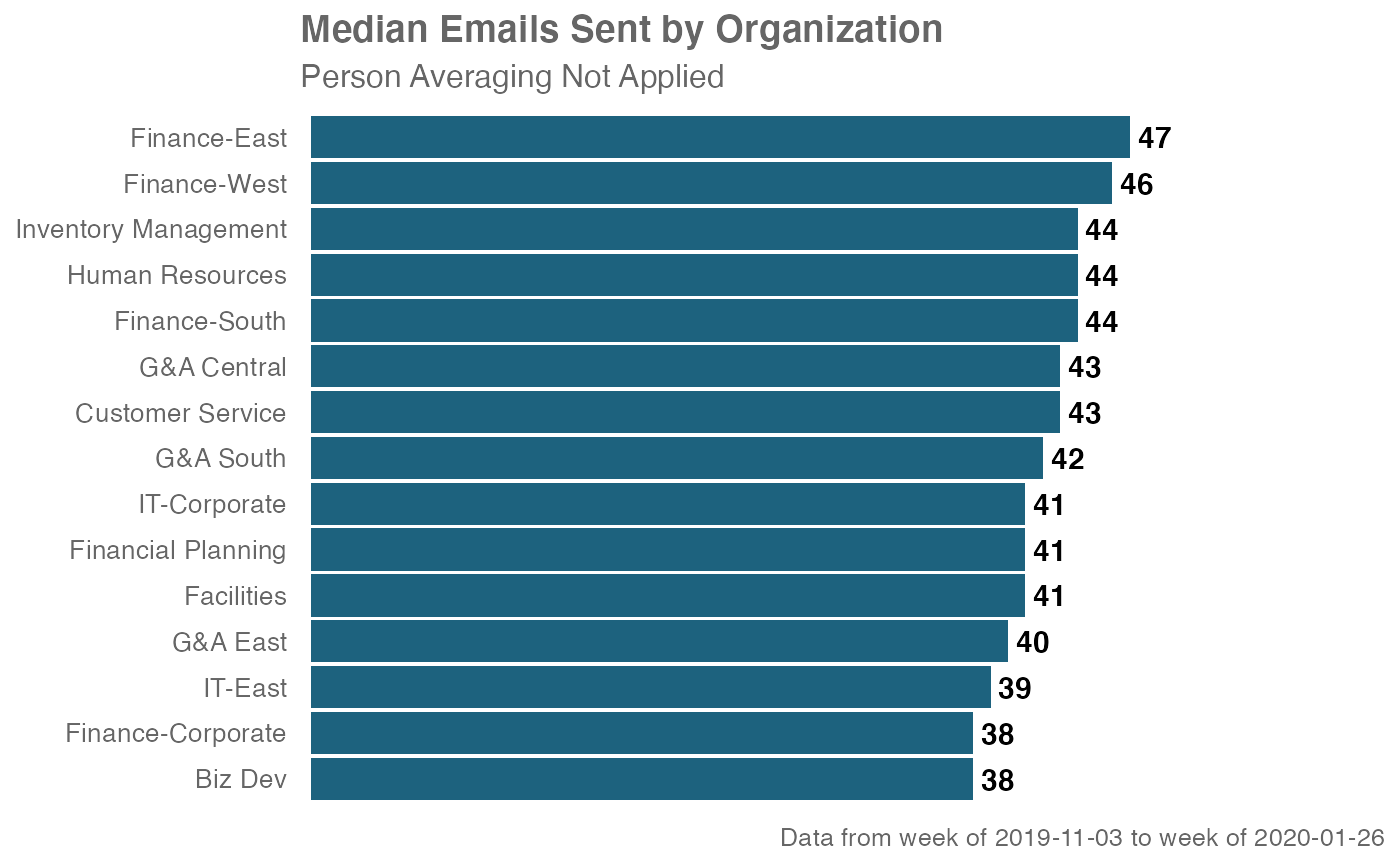 Median Emails Sent by Organization
Person Averaging Not Applied
Finance-East 47
Finance-West 46
Inventory Management 44
Human Resources 44
Finance-South 44
G&A Central 43
Customer Service 43
G&A South 42
IT-Corporate 41
Financial Planning 41
Facilities 41
G&A East 40
IT-East 39
Finance-Corporate 38
Biz Dev 38
Data from week of 2019-11-03 to week of 2020-01-26